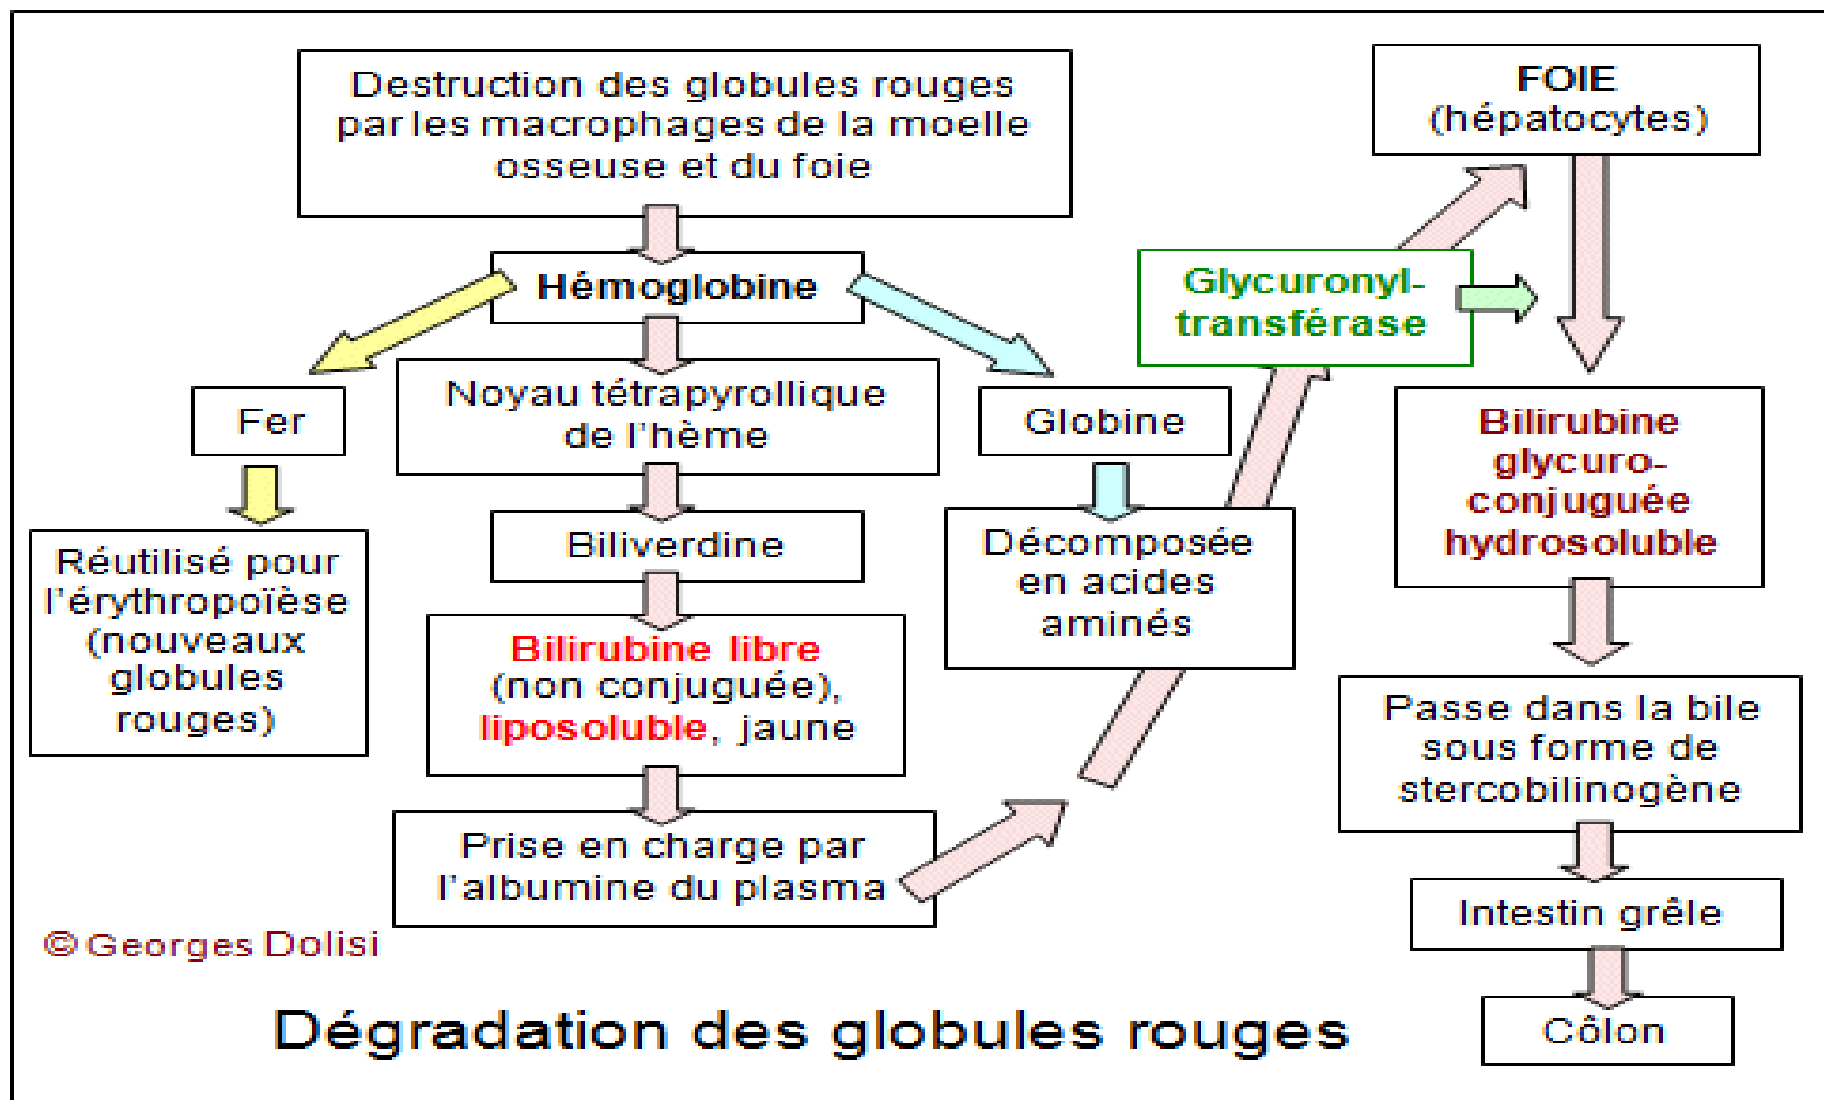 Destruction des globules rouges
par les macrophages de la moelle
osseuse et du foie
Hémoglobine
Fer
Réutilisé pour
l'érythropoïèse
(nouveaux
globules
rouges)
Noyau tétrapyrollique
de l'hème
Biliverdine
Bilirubine libre
(non conjuguée),
liposoluble, jaune
Prise en charge par
l'albumine du plasma
Globine
Décomposée
en acides
aminés
FOIE
(hépatocytes)
Glycuronyl-
transférase
Bilirubine
glycuro-
conjuguée
hydrosoluble
Passe dans la bile
sous forme de
stercobilinogène
Intestin grêle
Côlon
© Georges Dolisi
Dégradation des globules rouges